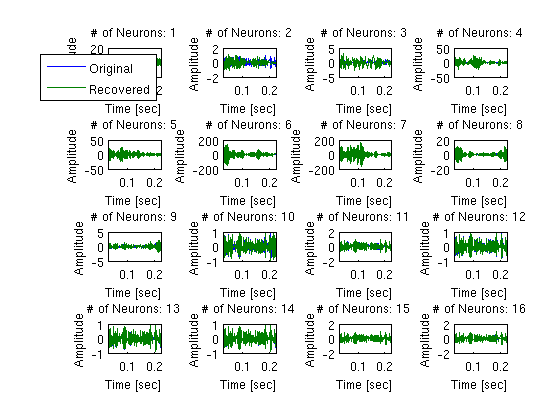 # of Neurons: 1 # of Neurons: 2 # of Neurons: 3 # of Neurons: 4
Amplitude 20 Amplitude 2 0 -2 Amplitude 5 0 -5 Amplitude 50 0 -50
Original
Recovered
0.2 0.1 0.2 0.1 0.2 0.1 0.2
Time [sec] Time [sec] Time [sec] Time [sec]
# of Neurons: 5 # of Neurons: 6 # of Neurons: 7 # of Neurons: 8
Amplitude 50 0 -50 Amplitude 200 0 -200 Amplitude 200 0 -200 Amplitude 20 0 -20
0.1 0.2 0.1 0.2 0.1 0.2 0.1 0.2
Time [sec] Time [sec] Time [sec] Time [sec]
# of Neurons: 9 # of Neurons: 10 # of Neurons: 11 # of Neurons: 12
Amplitude 5 0 -5 Amplitude 1 0 -1 Amplitude 2 0 -2 Amplitude 1 0 -1
0.1 0.2 0.1 0.2 0.1 0.2 0.1 0.2
Time [sec] Time [sec] Time [sec] Time [sec]
# of Neurons: 13 # of Neurons: 14 # of Neurons: 15 # of Neurons: 16
Amplitude 1 0 -1 Amplitude 1 0 -1 Amplitude 2 0 -2 Amplitude 2 0 -2
0.1 0.2 0.1 0.2 0.1 0.2 0.1 0.2
Time [sec] Time [sec] Time [sec] Time [sec]